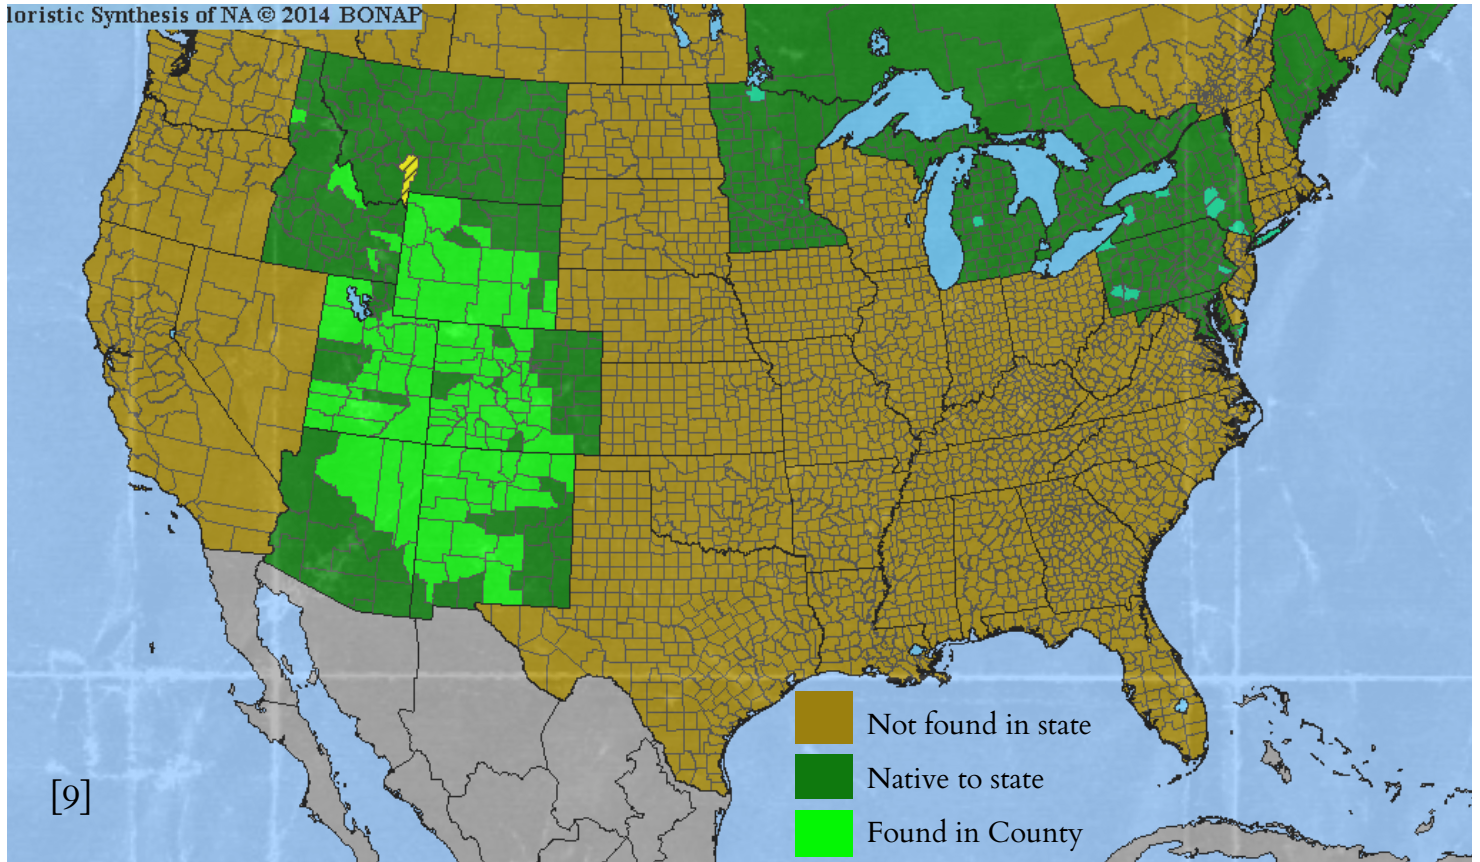 loristic Synthesis of NA © 2014 BONAP
Not found in state
Native to state
[9]
Found in County